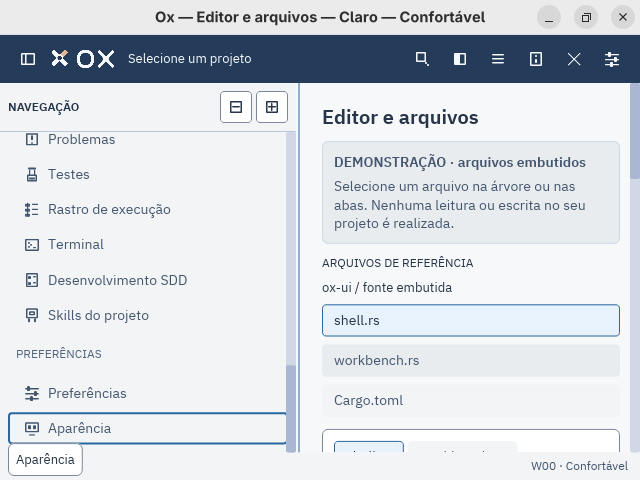 Ox — Editor e arquivos — Claro — Confortável
OX
Selecione um projeto
NAVEGAÇÃO
Problemas
Testes
Rastro de execução
Terminal
Desenvolvimento SDD
Skills do projeto
PREFERÊNCIAS
Preferências
Aparência
Aparência
Editor e arquivos
DEMONSTRAÇÃO · arquivos embutidos
Selecione um arquivo na árvore ou nas
abas. Nenhuma leitura ou escrita no seu
projeto é realizada.
ARQUIVOS DE REFERÊNCIA
ox-ui / fonte embutida
shell.rs
workbench.rs
Cargo.toml
W00 · Confortável